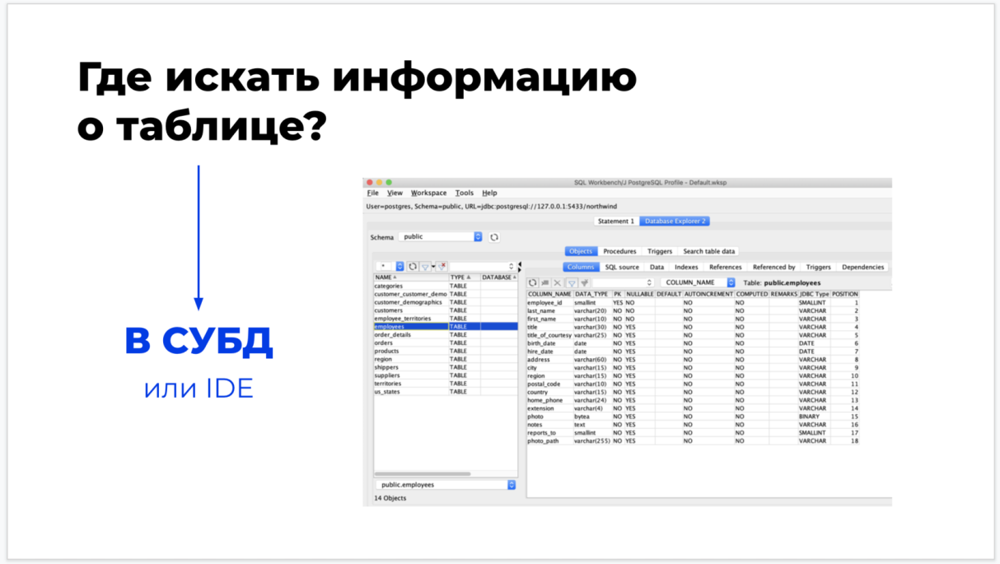 Где искать информацию
о таблице?
В СУБД
или IDE
SQL Workbench/J PostgreSQL Profile - Default.wksp
File View Workspace Tools Help
User=postgres, Schema=public, URL=jdbc:postgresql://127.0.0.1:5433/northwind
Statement 1 Database Explorer 2
Schema public
Objects Procedures Triggers Search table data
Columns SQL source Data Indexes References Referenced by Triggers Dependencies
*
COLUMN_NAME Table: public.employees
NAME TYPE DATABASE
categories TABLE
customer_customer_demo TABLE
customer_demographics TABLE
customers TABLE
employee_territories TABLE
employees TABLE
order_details TABLE
orders TABLE
products TABLE
region TABLE
shippers TABLE
suppliers TABLE
territories TABLE
us_states TABLE
public.employees
14 Objects
COLUMN_NAME DATA_TYPE PK NULLABLE DEFAULT AUTOINCREMENT COMPUTED REMARKS JDBC Type POSITION
employee_id smallint YES NO NO NO SMALLINT 1
last_name varchar(20) NO NO NO NO VARCHAR 2
first_name varchar(10) NO NO NO NO VARCHAR 3
title varchar(30) NO YES NO NO VARCHAR 4
title_of_courtesy varchar(25) NO YES NO NO VARCHAR 5
birth_date date NO YES NO NO DATE 6
hire_date date NO YES NO NO DATE 7
address varchar(60) NO YES NO NO VARCHAR 8
city varchar(15) NO YES NO NO VARCHAR 9
region varchar(15) NO YES NO NO VARCHAR 10
postal_code varchar(10) NO YES NO NO VARCHAR 11
country varchar(15) NO YES NO NO VARCHAR 12
home_phone varchar(24) NO YES NO NO VARCHAR 13
extension varchar(4) NO YES NO NO VARCHAR 14
photo bytea NO YES NO NO BINARY 15
notes text NO YES NO NO VARCHAR 16
reports_to smallint NO YES NO NO SMALLINT 17
photo_path varchar(255) NO YES NO NO VARCHAR 18